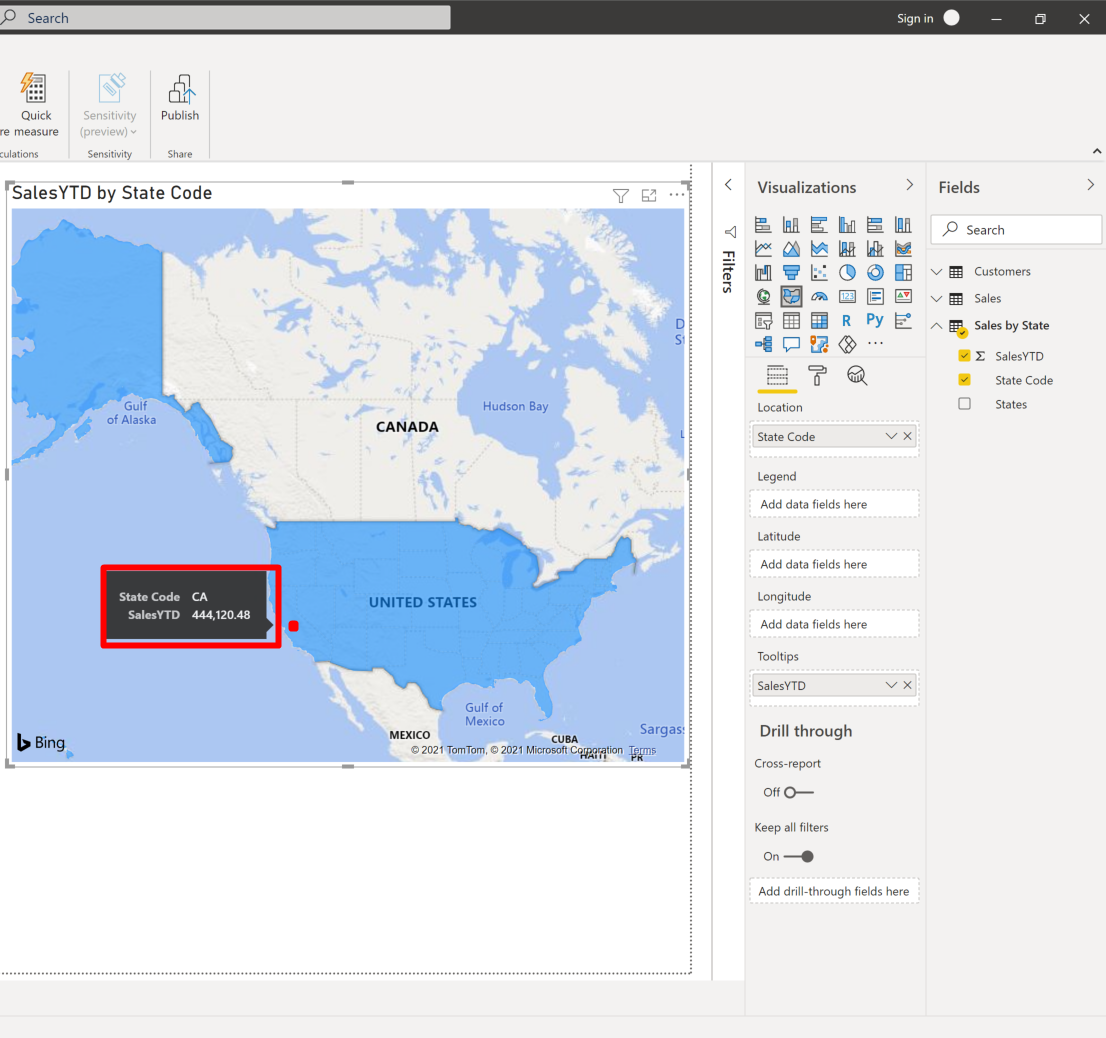 Search
Sign in
Quick
re measure
culations
Sensitivity
(preview)
Sensitivity
Publish
Share
SalesYTD by State Code
Gulf
of Alaska
Hudson Bay
CANADA
UNITED STATES
State Code CA
SalesYTD 444,120.48
Gulf of
Mexico
MEXICO
CUBA
Sargas
HAITI
PR
Bing
© 2021 TomTom, © 2021 Microsoft Corporation Terms
Filters
Visualizations
123
R
Py
Location
State Code
Legend
Add data fields here
Latitude
Add data fields here
Longitude
Add data fields here
Tooltips
SalesYTD
Drill through
Cross-report
Off
Keep all filters
On
Add drill-through fields here
Fields
Search
Customers
Sales
Sales by State
Σ SalesYTD
State Code
States